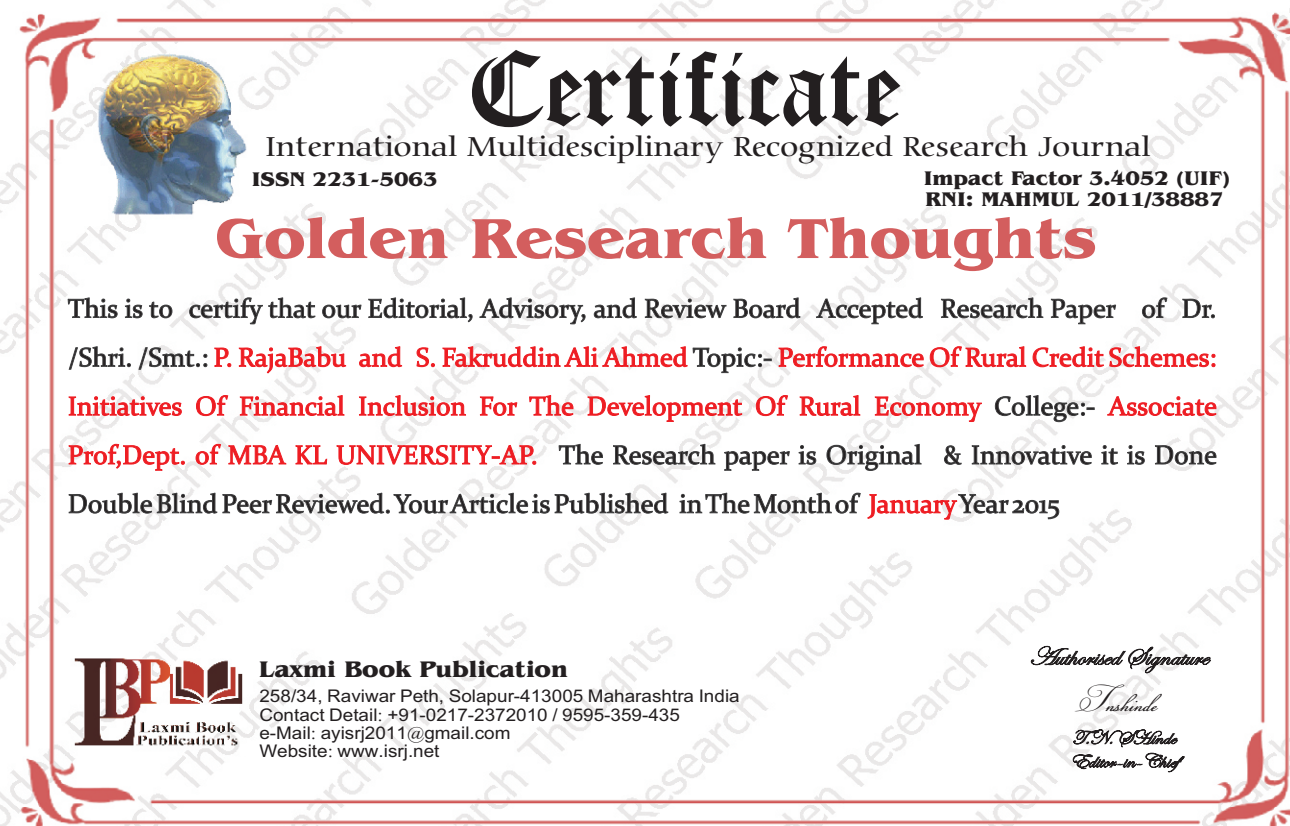 Certificate
International Multidesciplinary Recognized Research Journal
ISSN 2231-5063
Impact Factor 3.4052 (UIF)
RNI: MAHMUL 2011/38887
Golden Research Thoughts
This is to certify that our Editorial, Advisory, and Review Board Accepted Research Paper of Dr.
/Shri. /Smt.: P. RajaBabu and S. Fakruddin Ali Ahmed Topic:- Performance Of Rural Credit Schemes:
Initiatives Of Financial Inclusion For The Development Of Rural Economy College:- Associate
Prof,Dept. of MBA KL UNIVERSITY-AP. The Research paper is Original & Innovative it is Done
Double Blind Peer Reviewed. Your Article is Published in The Month of January Year 2015
LBP
Laxmi Book
Publication's
Laxmi Book Publication
258/34, Raviwar Peth, Solapur-413005 Maharashtra India
Contact Detail: +91-0217-2372010 / 9595-359-435
e-Mail: ayisrj2011@gmail.com
Website: www.isrj.net
Authorised Signature
Tnshinde
T.N. SHinde
Editor-in-Chief